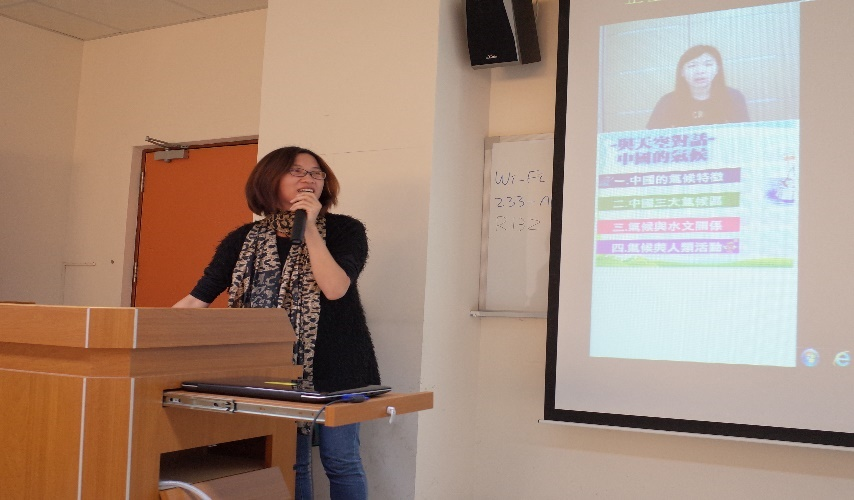 Wi-Fi
與天空對話-
中國的氣候
一.中國的氣候特徵
二.中國三大氣候區
三.氣候與水文關係
四.氣候與人類活動